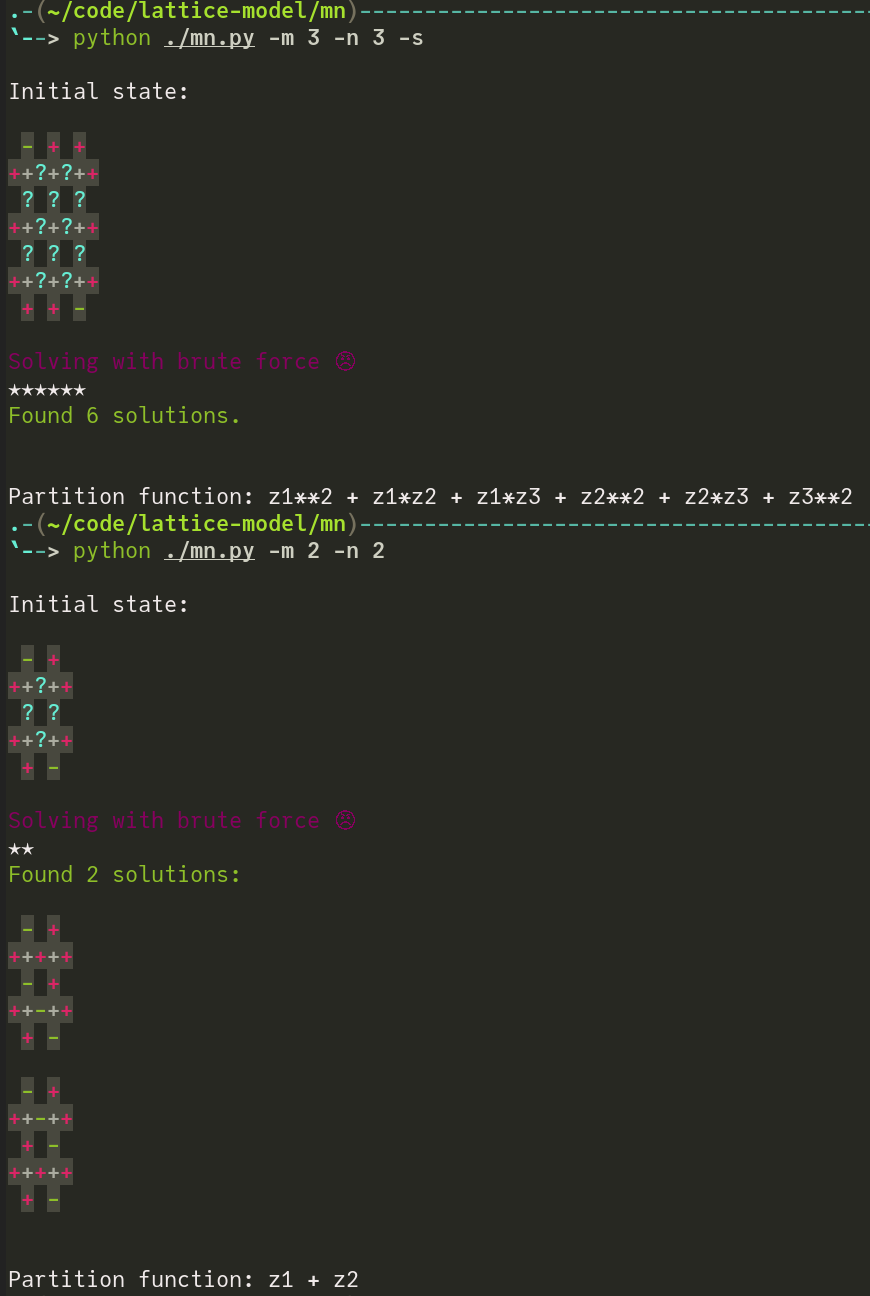 .-(~/code/lattice-model/mn)---------------------------------------
`--> python ./mn.py -m 3 -n 3 -s
Initial state:
 - + +
++?+?++
 ? ? ?
++?+?++
 ? ? ?
++?+?++
 + + -
Solving with brute force ☹
★★★★★★
Found 6 solutions.
Partition function: z1**2 + z1*z2 + z1*z3 + z2**2 + z2*z3 + z3**2
.-(~/code/lattice-model/mn)---------------------------------------
`--> python ./mn.py -m 2 -n 2
Initial state:
 - +
++?++
 ? ?
++?++
 + -
Solving with brute force ☹
★★
Found 2 solutions:
 - +
+++++
 - +
++-++
 + -
 - +
++-++
 + -
+++++
 + -
Partition function: z1 + z2